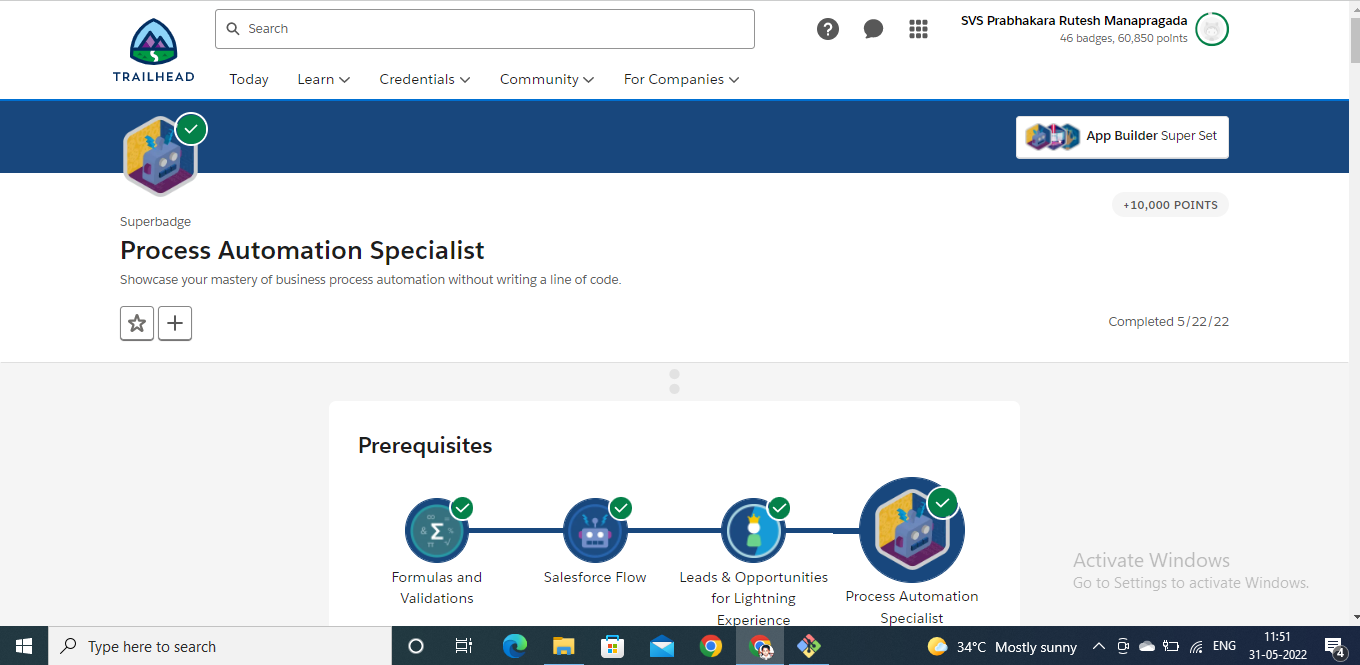 TRAILHEAD
Search
SVS Prabhakara Rutesh Manapragada
46 badges, 60,850 points
Today Learn Credentials Community For Companies
App Builder Super Set
+10,000 POINTS
Superbadge
Process Automation Specialist
Showcase your mastery of business process automation without writing a line of code.
Completed 5/22/22
Prerequisites
Formulas and
Validations
Salesforce Flow
Leads & Opportunities
for Lightning
Experience
Process Automation
Specialist
Activate Windows
Go to Settings to activate Windows.
Type here to search
34°C Mostly sunny
ENG
11:51
31-05-2022
4